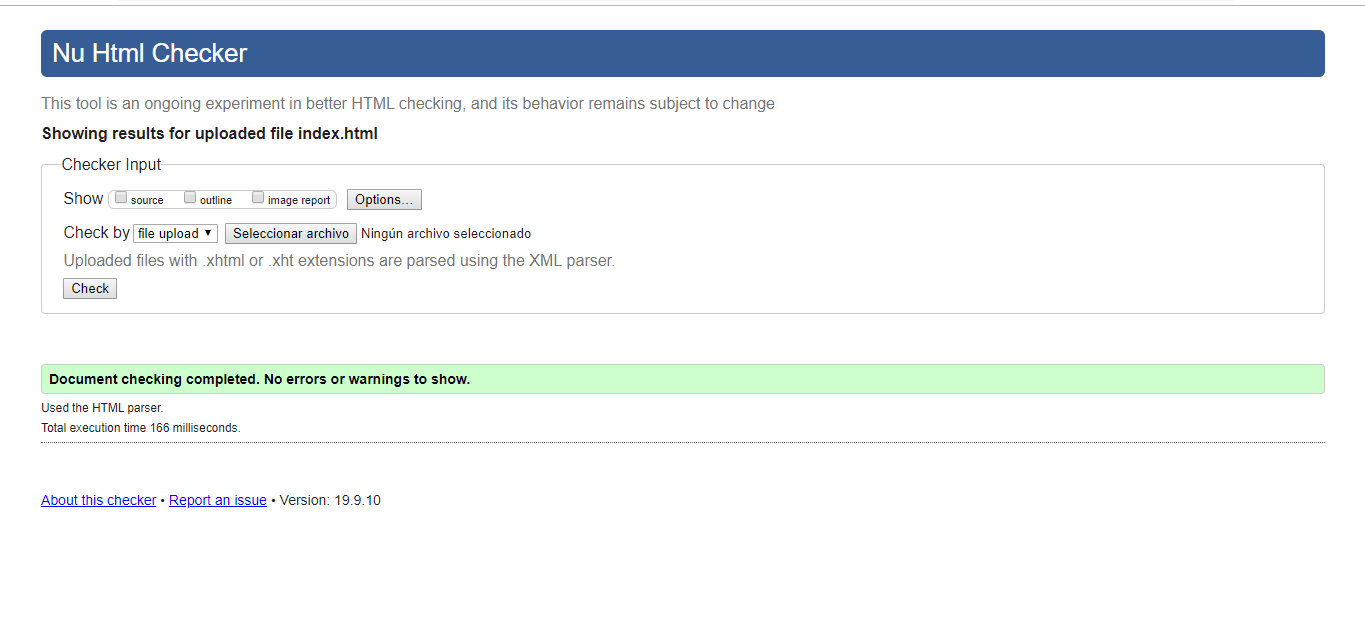 Nu Html Checker
This tool is an ongoing experiment in better HTML checking, and its behavior remains subject to change
Showing results for uploaded file index.html
Checker Input
Show source outline image report Options...
Check by file upload Seleccionar archivo Ningún archivo seleccionado
Uploaded files with .xhtml or .xht extensions are parsed using the XML parser.
Check
Document checking completed. No errors or warnings to show.
Used the HTML parser.
Total execution time 166 milliseconds.
About this checker • Report an issue • Version: 19.9.10